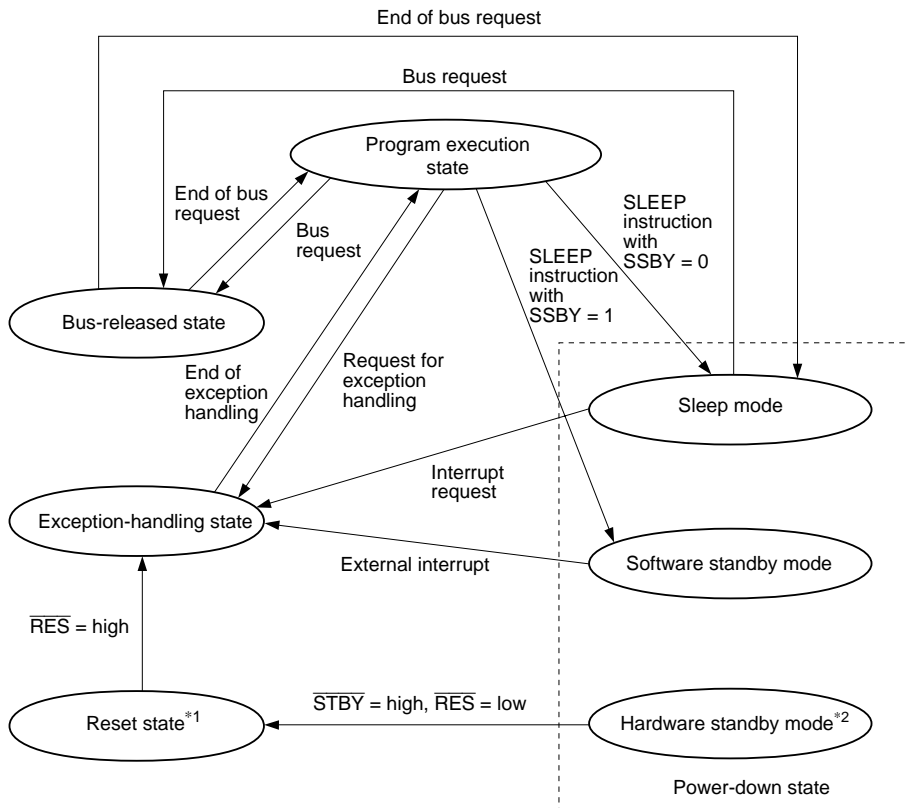 End of bus request
Bus request
Program execution
state
End of bus
request
Bus
request
SLEEP
instruction
with
SSBY = 0
SLEEP
instruction
with
SSBY = 1
Bus-released state
End of
exception
handling
Request for
exception
handling
Sleep mode
Interrupt
request
Exception-handling state
External interrupt
Software standby mode
R̅E̅S̅ = high
S̅T̅B̅Y̅ = high, R̅E̅S̅ = low
Reset state*1
Hardware standby mode*2
Power-down state